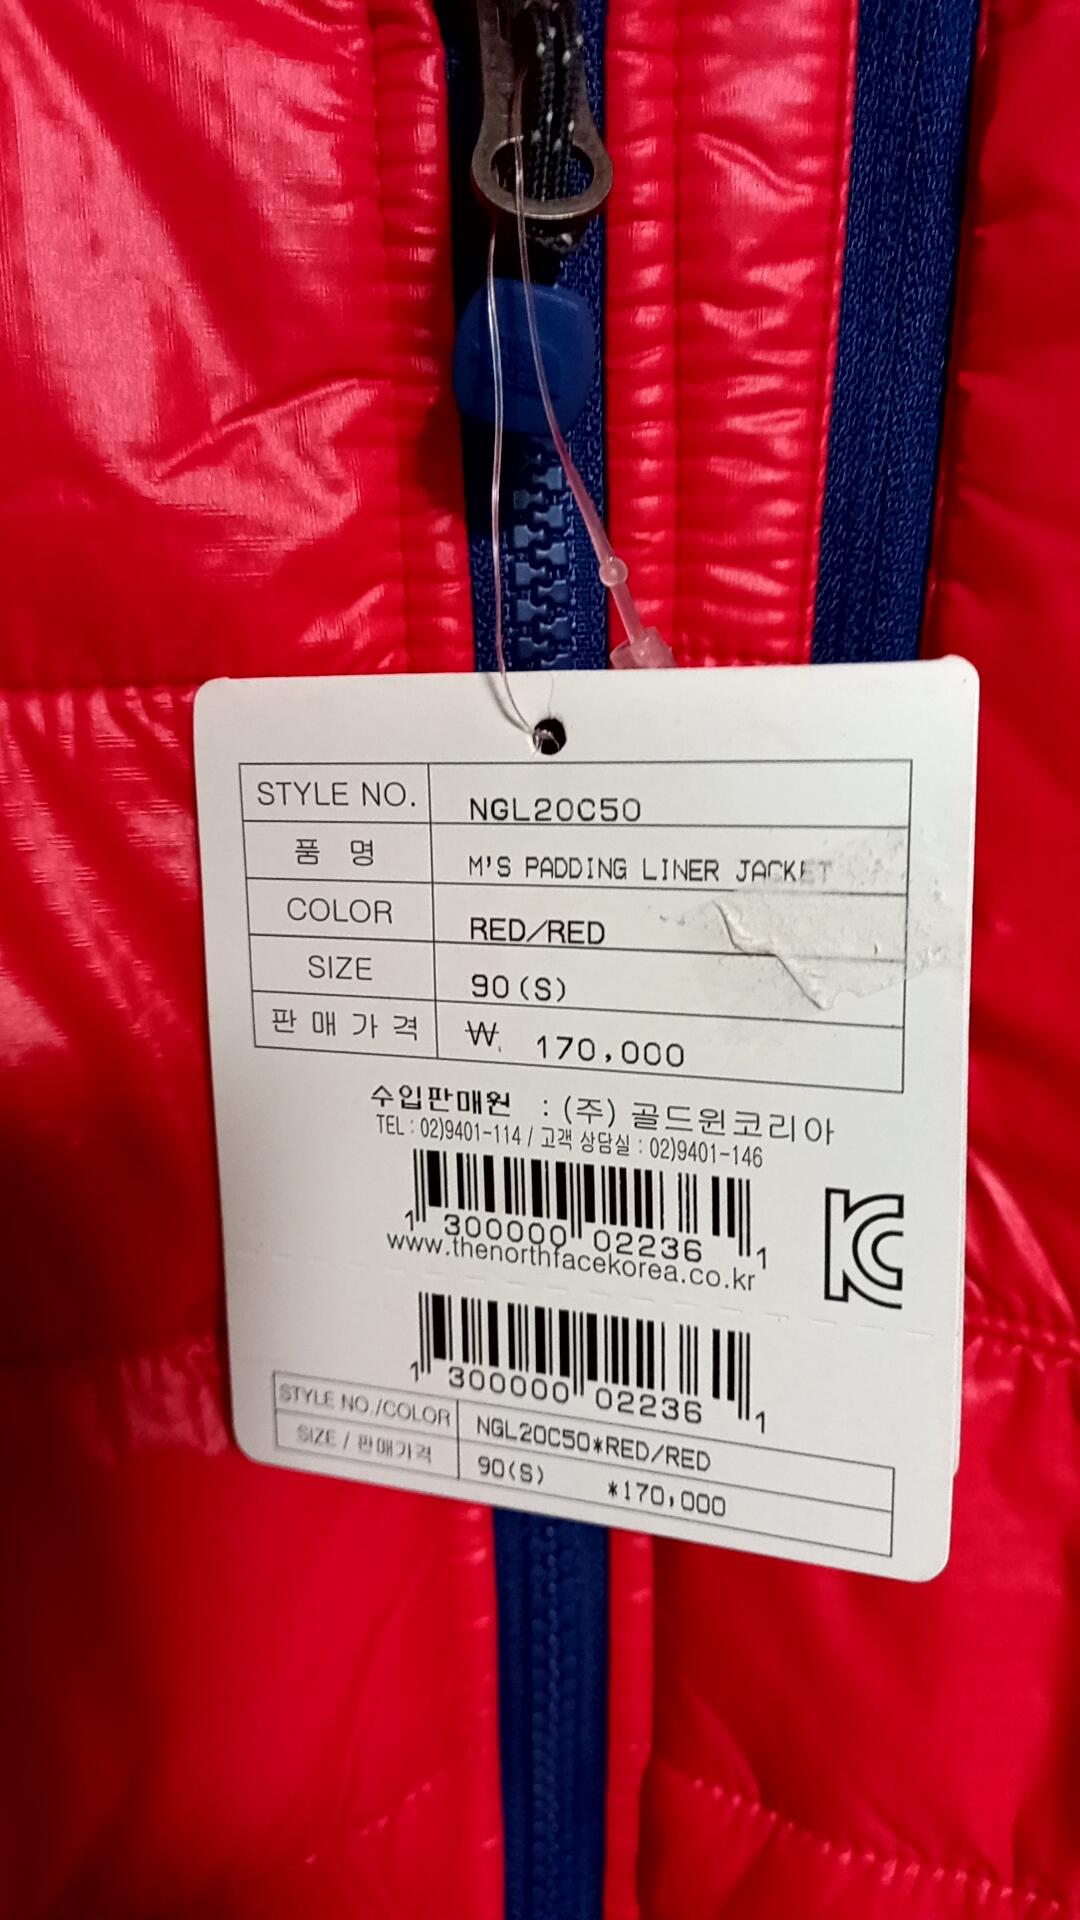 STYLE NO. NGL20C50
품 명 M'S PADDING LINER JACKET
COLOR RED/RED
SIZE 90(S)
판 매 가 격 ₩. 170,000
수입판매원 : (주) 골드윈코리아
TEL : 02)9401-114 / 고객 상담실 : 02)9401-146
1 300000 02236 1
www.thenorthfacekorea.co.kr
1 300000 02236 1
STYLE NO./COLOR NGL20C50*RED/RED
SIZE / 판매가격 90(S) *170,000